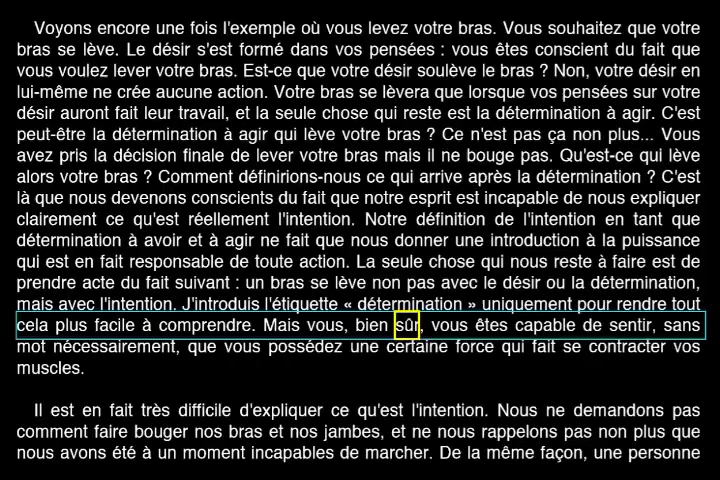 Voyons encore une fois l'exemple où vous levez votre bras. Vous souhaitez que votre
bras se lève. Le désir s'est formé dans vos pensées : vous êtes conscient du fait que
vous voulez lever votre bras. Est-ce que votre désir soulève le bras ? Non, votre désir en
lui-même ne crée aucune action. Votre bras se lèvera que lorsque vos pensées sur votre
désir auront fait leur travail, et la seule chose qui reste est la détermination à agir. C'est
peut-être la détermination à agir qui lève votre bras ? Ce n'est pas ça non plus... Vous
avez pris la décision finale de lever votre bras mais il ne bouge pas. Qu'est-ce qui lève
alors votre bras ? Comment définirions-nous ce qui arrive après la détermination ? C'est
là que nous devenons conscients du fait que notre esprit est incapable de nous expliquer
clairement ce qu'est réellement l'intention. Notre définition de l'intention en tant que
détermination à avoir et à agir ne fait que nous donner une introduction à la puissance
qui est en fait responsable de toute action. La seule chose qui nous reste à faire est de
prendre acte du fait suivant : un bras se lève non pas avec le désir ou la détermination,
mais avec l'intention. J'introduis l'étiquette « détermination » uniquement pour rendre tout
cela plus facile à comprendre. Mais vous, bien sûr, vous êtes capable de sentir, sans
mot nécessairement, que vous possédez une certaine force qui fait se contracter vos
muscles.
Il est en fait très difficile d'expliquer ce qu'est l'intention. Nous ne demandons pas
comment faire bouger nos bras et nos jambes, et ne nous rappelons pas non plus que
nous avons été à un moment incapables de marcher. De la même façon, une personne